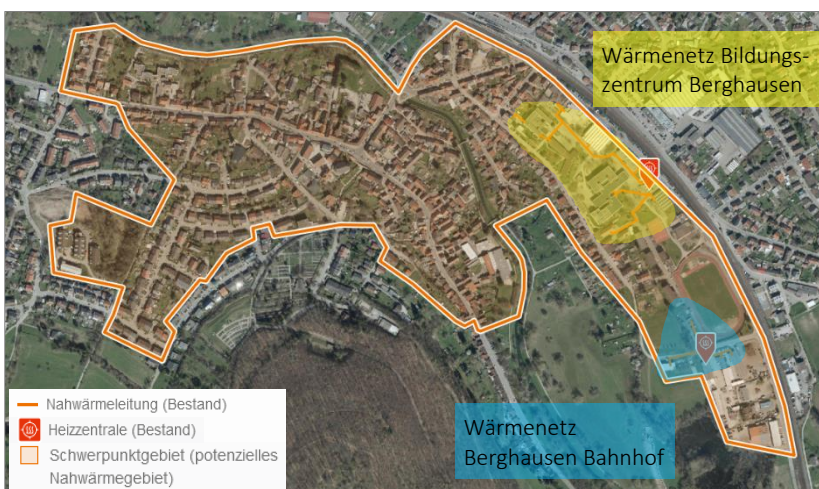 Wärmenetz Bildungs-
zentrum Berghausen
Wärmenetz
Berghausen Bahnhof
Nahwärmeleitung (Bestand)
Heizzentrale (Bestand)
Schwerpunktgebiet (potenzielles
Nahwärmegebiet)